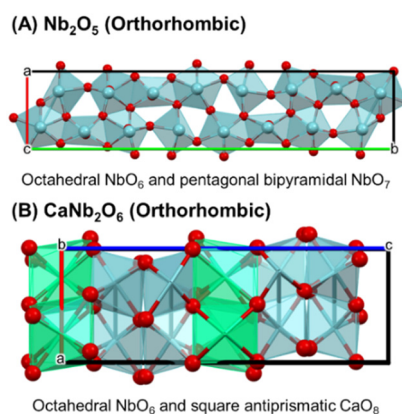 (A) Nb₂O₅ (Orthorhombic)
a
c
b
Octahedral NbO₆ and pentagonal bipyramidal NbO₇
(B) CaNb₂O₆ (Orthorhombic)
b
c
a
Octahedral NbO₆ and square antiprismatic CaO₈